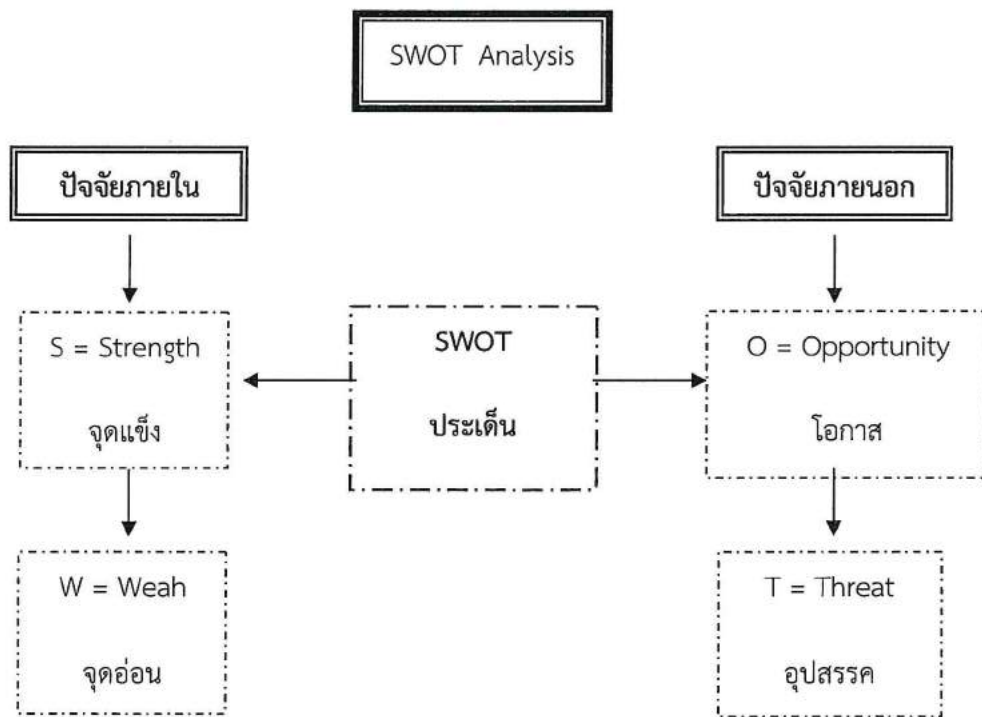 SWOT Analysis
ปัจจัยภายใน
ปัจจัยภายนอก
S = Strength
จุดแข็ง
SWOT
ประเด็น
O = Opportunity
โอกาส
W = Weah
จุดอ่อน
T = Threat
อุปสรรค